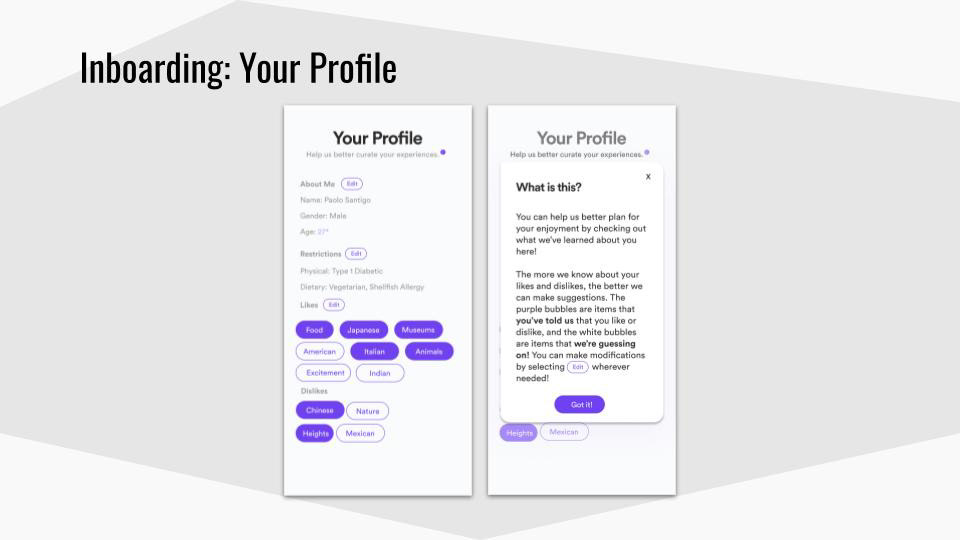 Inboarding: Your Profile
Your Profile
Help us better curate your experiences.
About Me Edit
Name: Paolo Santigo
Gender: Male
Age: 27*
Restrictions Edit
Physical: Type 1 Diabetic
Dietary: Vegetarian, Shellfish Allergy
Likes Edit
Food Japanese Museums
American Italian Animals
Excitement Indian
Dislikes
Chinese Nature
Heights Mexican
Your Profile
Help us better curate your experiences.
X
What is this?
You can help us better plan for
your enjoyment by checking out
what we've learned about you
here!
The more we know about your
likes and dislikes, the better we
can make suggestions. The
purple bubbles are items that
you've told us that you like or
dislike, and the white bubbles
are items that we're guessing
on! You can make modifications
by selecting Edit wherever
needed!
Got it!
Heights Mexican